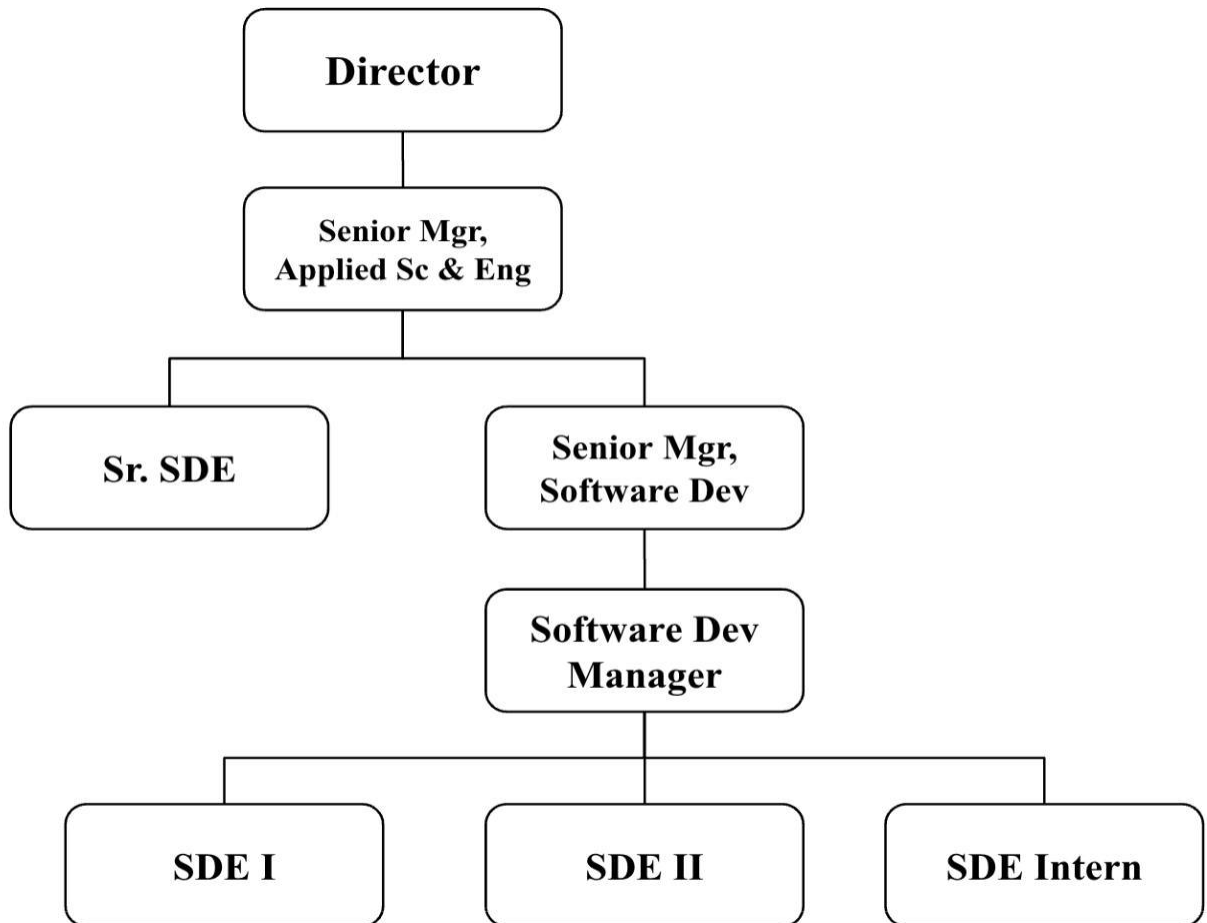 Director
Senior Mgr,
Applied Sc & Eng
Sr. SDE
Senior Mgr,
Software Dev
Software Dev
Manager
SDE I
SDE II
SDE Intern